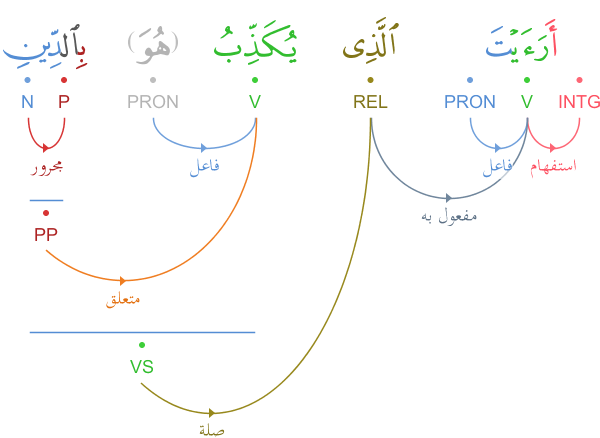 أَرَءَيْتَ ٱلَّذِى يُكَذِّبُ (هُوَ) بِٱلدِّينِ
INTG V PRON REL V PRON P N
استفهام فاعل فاعل مجرور
مفعول به
PP
متعلق
VS
صلة